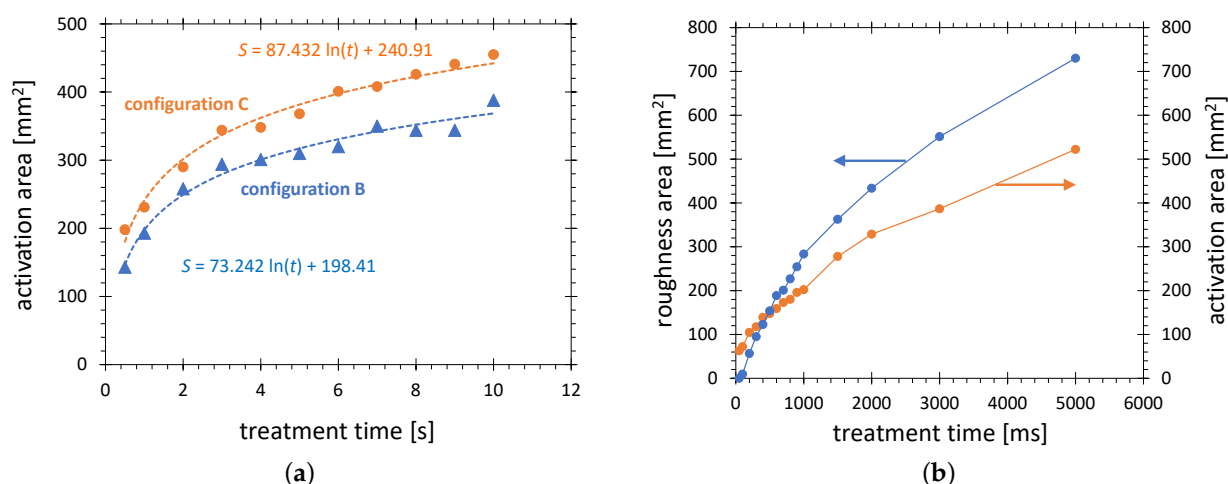 500
400
300
200
100
0
activation area [mm²]
S = 87.432 ln(t) + 240.91
configuration C
configuration B
S = 73.242 ln(t) + 198.41
0 2 4 6 8 10 12
treatment time [s]
(a)
800
700
600
500
400
300
200
100
0
roughness area [mm²]
800
700
600
500
400
300
200
100
0
activation area [mm²]
0 1000 2000 3000 4000 5000 6000
treatment time [ms]
(b)